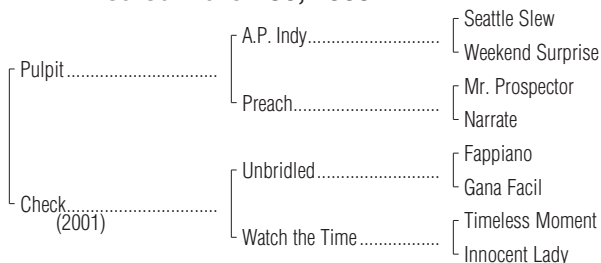 Seattle Slew
A.P. Indy
Weekend Surprise
Pulpit
Mr. Prospector
Preach
Narrate
Fappiano
Unbridled
Gana Facil
Check
(2001)
Timeless Moment
Watch the Time
Innocent Lady